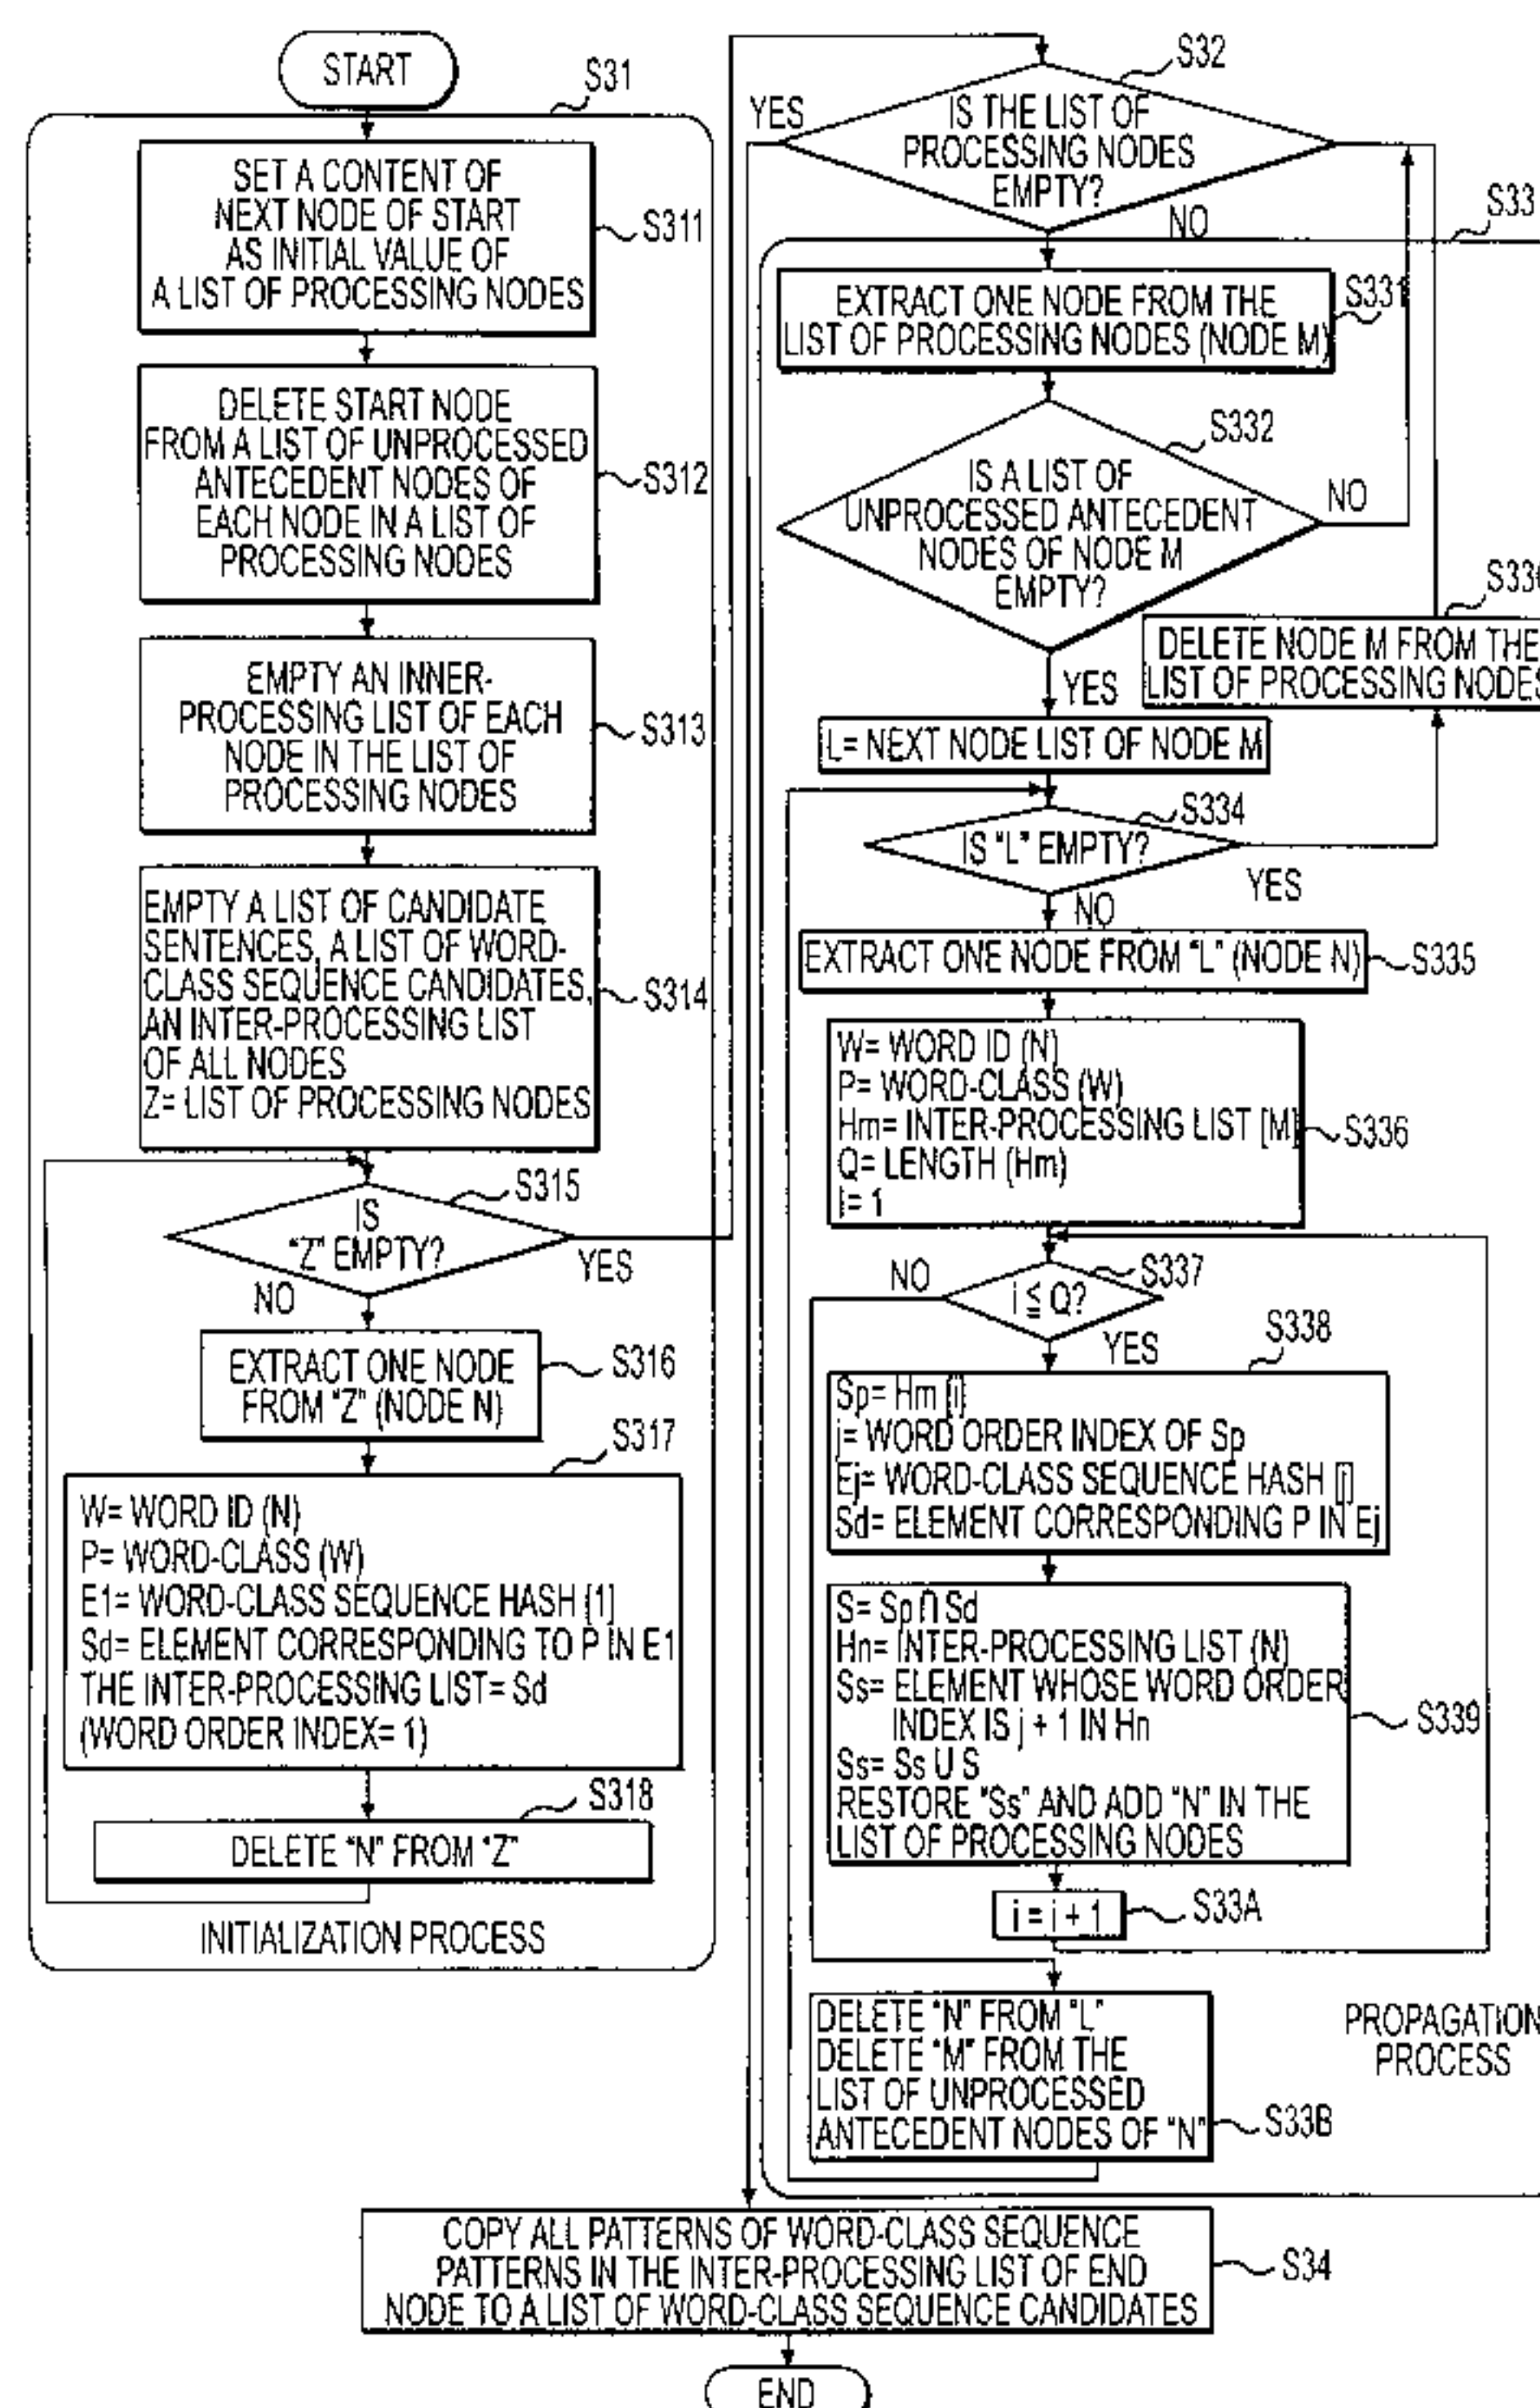 START
S31
SET A CONTENT OF
NEXT NODE OF START
AS INITIAL VALUE OF
A LIST OF PROCESSING NODES
S311
DELETE START NODE
FROM A LIST OF UNPROCESSED
ANTECEDENT NODES OF
EACH NODE IN A LIST OF
PROCESSING NODES
S312
EMPTY AN INNER-
PROCESSING LIST OF EACH
NODE IN THE LIST OF
PROCESSING NODES
S313
EMPTY A LIST OF CANDIDATE
SENTENCES, A LIST OF WORD-
CLASS SEQUENCE CANDIDATES,
AN INTER-PROCESSING LIST
OF ALL NODES
Z= LIST OF PROCESSING NODES
S314
S315
IS
"Z" EMPTY?
YES
NO
EXTRACT ONE NODE
FROM "Z" (NODE N)
S316
S317
W= WORD ID (N)
P= WORD-CLASS (W)
E1= WORD-CLASS SEQUENCE HASH [1]
Sd= ELEMENT CORRESPONDING TO P IN E1
THE INTER-PROCESSING LIST= Sd
(WORD ORDER INDEX= 1)
S318
DELETE "N" FROM "Z"
INITIALIZATION PROCESS
S32
YES
IS THE LIST OF
PROCESSING NODES
EMPTY?
NO
S33
EXTRACT ONE NODE FROM THE
LIST OF PROCESSING NODES (NODE M)
S331
S332
IS A LIST OF
UNPROCESSED ANTECEDENT
NODES OF NODE M
EMPTY?
NO
YES
DELETE NODE M FROM THE
LIST OF PROCESSING NODES
L= NEXT NODE LIST OF NODE M
S334
IS "L" EMPTY?
YES
NO
EXTRACT ONE NODE FROM "L" (NODE N)
S335
W= WORD ID (N)
P= WORD-CLASS (W)
Hm= INTER-PROCESSING LIST [M]
Q= LENGTH (Hm)
i= 1
S336
S337
NO
i ≦ Q?
YES
S338
Sp= Hm [i]
j= WORD ORDER INDEX OF Sp
Ej= WORD-CLASS SEQUENCE HASH [j]
Sd= ELEMENT CORRESPONDING P IN Ej
S= Sp ∩ Sd
Hn= INTER-PROCESSING LIST (N)
Ss= ELEMENT WHOSE WORD ORDER
INDEX IS j + 1 IN Hn
Ss= Ss U S
RESTORE "Ss" AND ADD "N" IN THE
LIST OF PROCESSING NODES
S339
i = i + 1
S33A
DELETE "N" FROM "L"
DELETE "M" FROM THE
LIST OF UNPROCESSED
ANTECEDENT NODES OF "N"
S33B
PROPAGATION
PROCESS
COPY ALL PATTERNS OF WORD-CLASS SEQUENCE
PATTERNS IN THE INTER-PROCESSING LIST OF END
NODE TO A LIST OF WORD-CLASS SEQUENCE CANDIDATES
S34
END